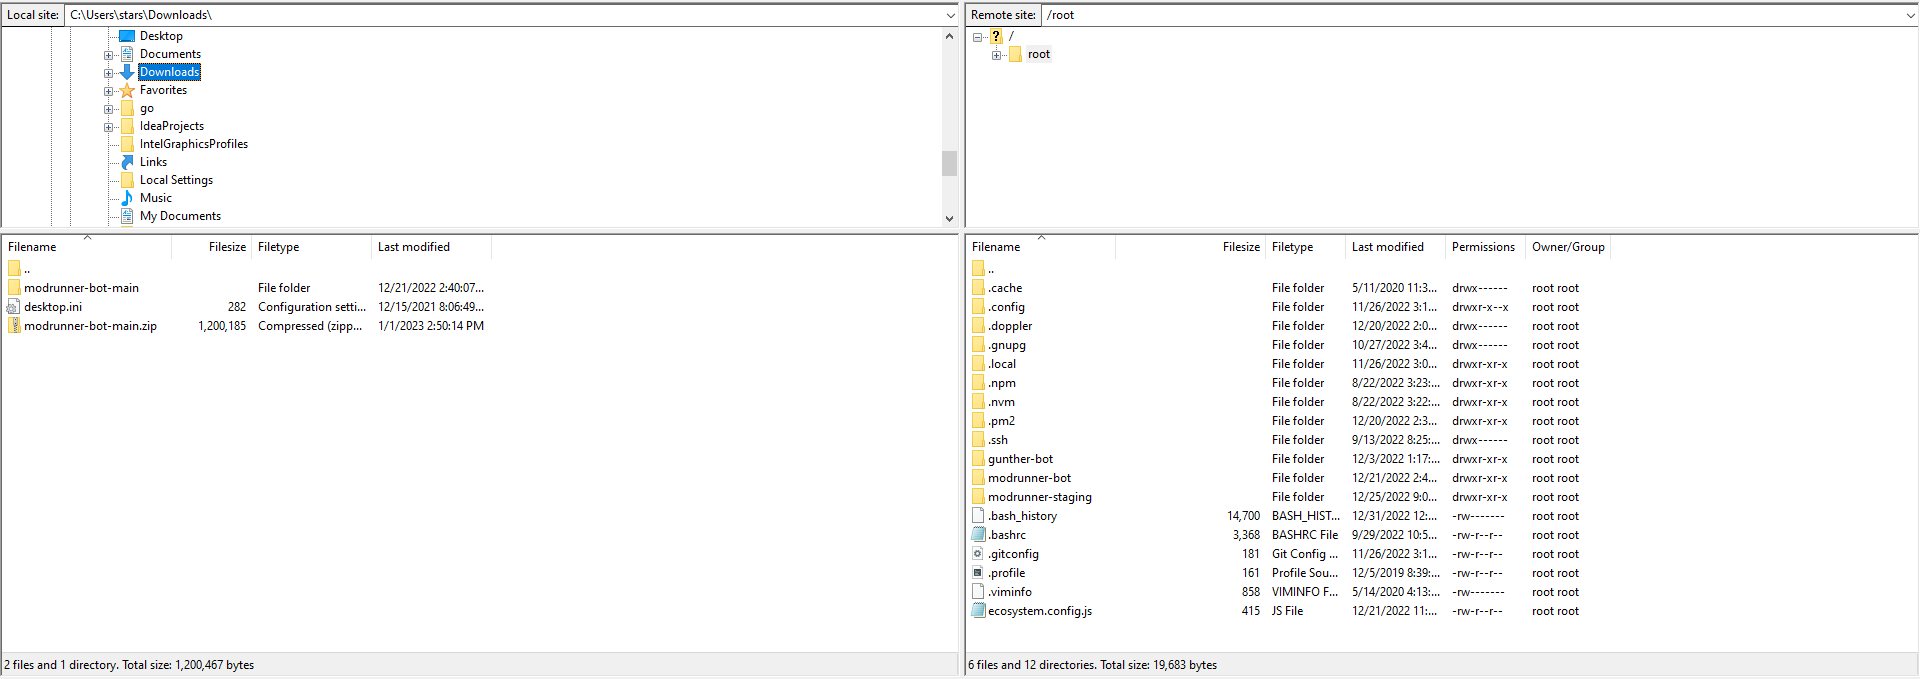 Local site: C:\Users\stars\Downloads\
Desktop
Documents
Downloads
Favorites
go
IdeaProjects
IntelGraphicsProfiles
Links
Local Settings
Music
My Documents
Filename Filesize Filetype Last modified
..
modrunner-bot-main File folder 12/21/2022 2:40:07...
desktop.ini 282 Configuration setti... 12/15/2021 8:06:49...
modrunner-bot-main.zip 1,200,185 Compressed (zipp... 1/1/2023 2:50:14 PM
2 files and 1 directory. Total size: 1,200,467 bytes
Remote site: /root
? /
root
Filename Filesize Filetype Last modified Permissions Owner/Group
..
.cache File folder 5/11/2020 11:3... drwx------ root root
.config File folder 11/26/2022 3:1... drwxr-x--x root root
.doppler File folder 12/20/2022 2:0... drwx------ root root
.gnupg File folder 10/27/2022 3:4... drwx------ root root
.local File folder 11/26/2022 3:0... drwxr-xr-x root root
.npm File folder 8/22/2022 3:23:... drwxr-xr-x root root
.nvm File folder 8/22/2022 3:22:... drwxr-xr-x root root
.pm2 File folder 12/20/2022 2:3... drwxr-xr-x root root
.ssh File folder 9/13/2022 8:25:... drwx------ root root
gunther-bot File folder 12/3/2022 1:17:... drwxr-xr-x root root
modrunner-bot File folder 12/21/2022 2:4... drwxr-xr-x root root
modrunner-staging File folder 12/25/2022 9:0... drwxr-xr-x root root
.bash_history 14,700 BASH_HIST... 12/31/2022 12:... -rw------- root root
.bashrc 3,368 BASHRC File 9/29/2022 10:5... -rw-r--r-- root root
.gitconfig 181 Git Config ... 11/26/2022 3:1... -rw-r--r-- root root
.profile 161 Profile Sou... 12/5/2019 8:39:... -rw-r--r-- root root
.viminfo 858 VIMINFO F... 5/14/2020 4:13:... -rw------- root root
ecosystem.config.js 415 JS File 12/21/2022 11:... -rw-r--r-- root root
6 files and 12 directories. Total size: 19,683 bytes